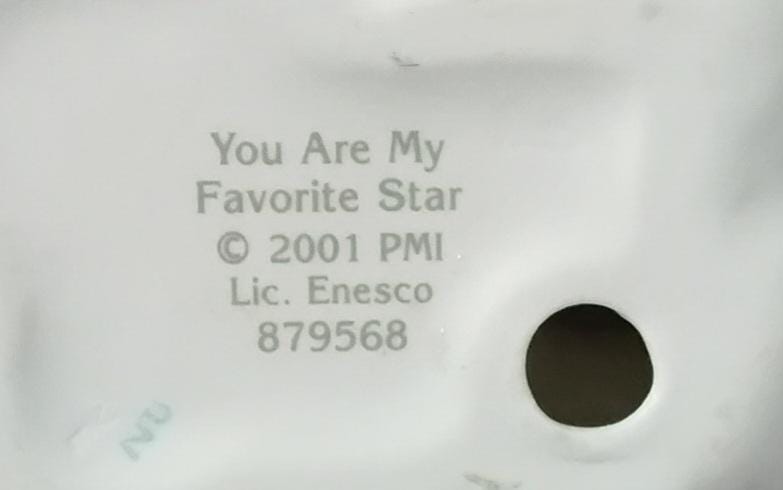 You Are My
Favorite Star
© 2001 PMI
Lic. Enesco
879568